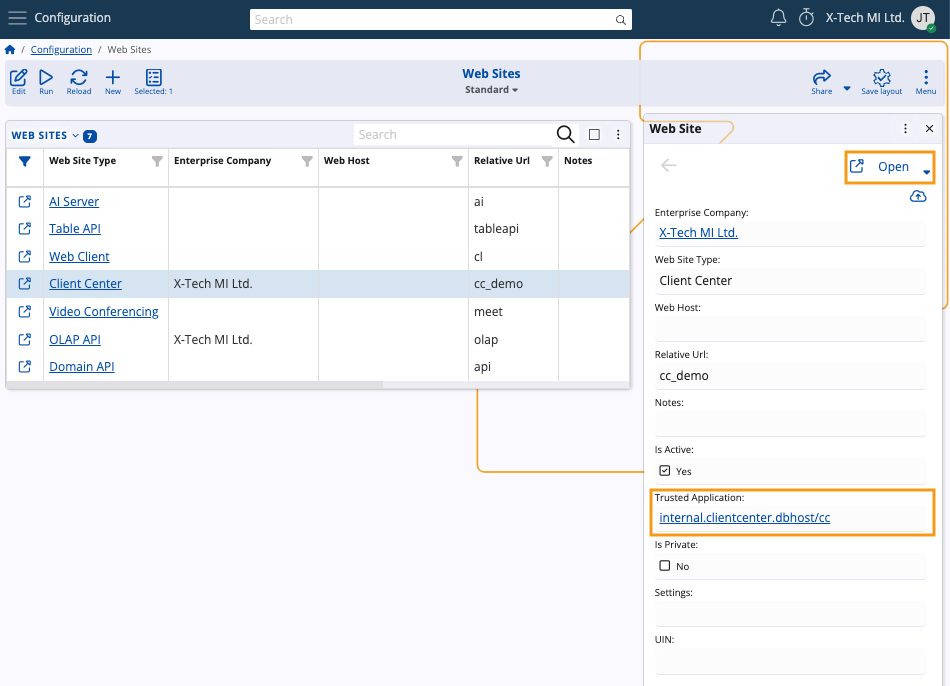 Configuration
Search
X-Tech MI Ltd.
JT
/ Configuration / Web Sites
Edit
Run
Reload
New
Selected: 1
Web Sites
Standard
Share
Save layout
Menu
WEB SITES 7
Search
Web Site Type Enterprise Company Web Host Relative Url Notes
AI Server ai
Table API tableapi
Web Client cl
Client Center X-Tech MI Ltd. cc_demo
Video Conferencing meet
OLAP API X-Tech MI Ltd. olap
Domain API api
Web Site
Open
Enterprise Company:
X-Tech MI Ltd.
Web Site Type:
Client Center
Web Host:
Relative Url:
cc_demo
Notes:
Is Active:
Yes
Trusted Application:
internal.clientcenter.dbhost/cc
Is Private:
No
Settings:
UIN: